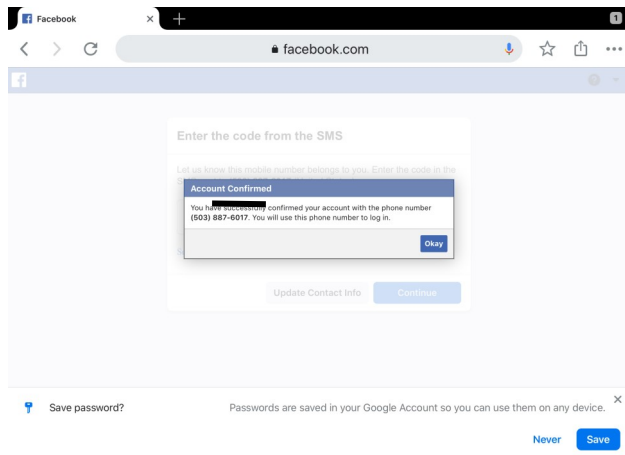 Facebook
1
facebook.com
Enter the code from the SMS
Let us know this mobile number belongs to you. Enter the code in the
Account Confirmed
You have successfully confirmed your account with the phone number
(503) 887-6017. You will use this phone number to log in.
Okay
Update Contact Info
Continue
Save password?
Passwords are saved in your Google Account so you can use them on any device.
Never
Save